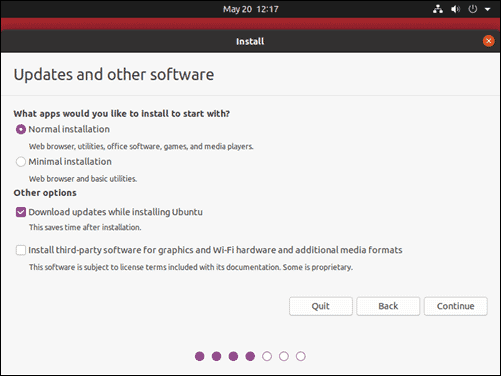 May 20 12:17
Install
Updates and other software
What apps would you like to install to start with?
Normal installation
Web browser, utilities, office software, games, and media players.
Minimal installation
Web browser and basic utilities.
Other options
Download updates while installing Ubuntu
This saves time after installation.
Install third-party software for graphics and Wi-Fi hardware and additional media formats
This software is subject to license terms included with its documentation. Some is proprietary.
Quit Back Continue